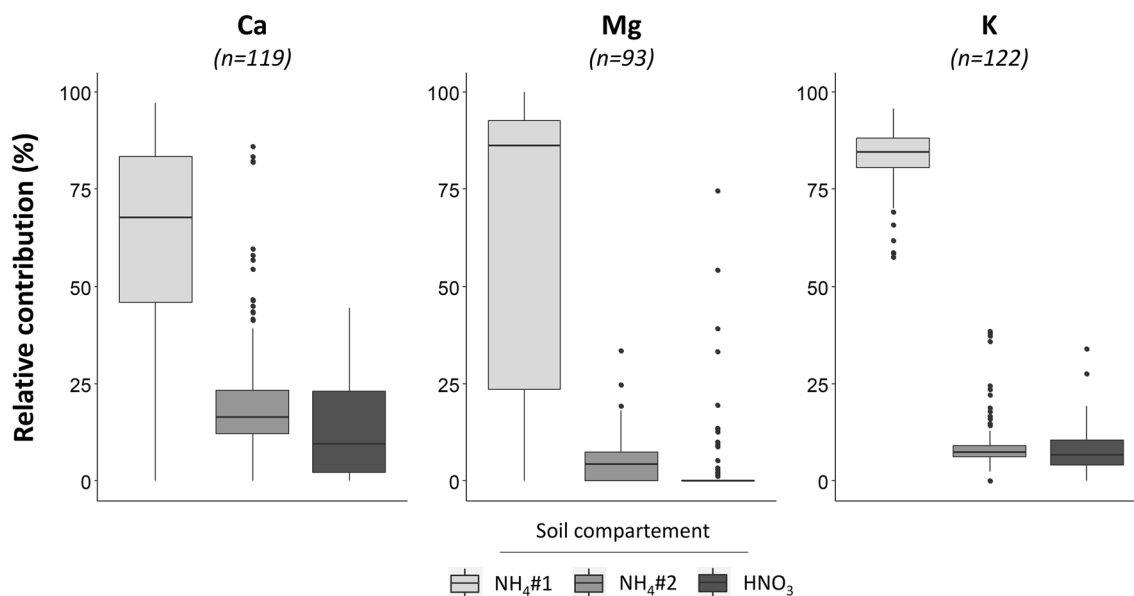 Ca
(n=119)
Mg
(n=93)
K
(n=122)
Relative contribution (%)
100
75
50
25
0
100
75
50
25
0
100
75
50
25
0
Soil compartement
NH₄#1
NH₄#2
HNO₃